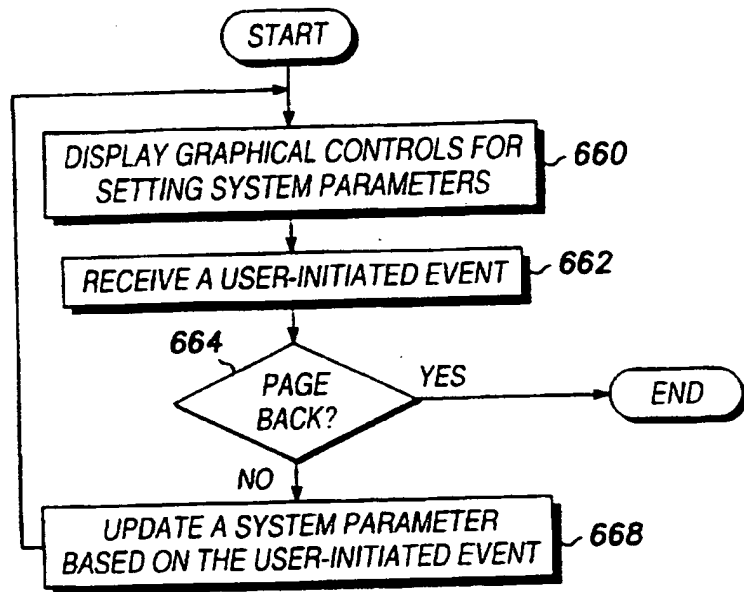 START
DISPLAY GRAPHICAL CONTROLS FOR
SETTING SYSTEM PARAMETERS
660
RECEIVE A USER-INITIATED EVENT
662
664
PAGE
BACK?
YES
END
NO
UPDATE A SYSTEM PARAMETER
BASED ON THE USER-INITIATED EVENT
668